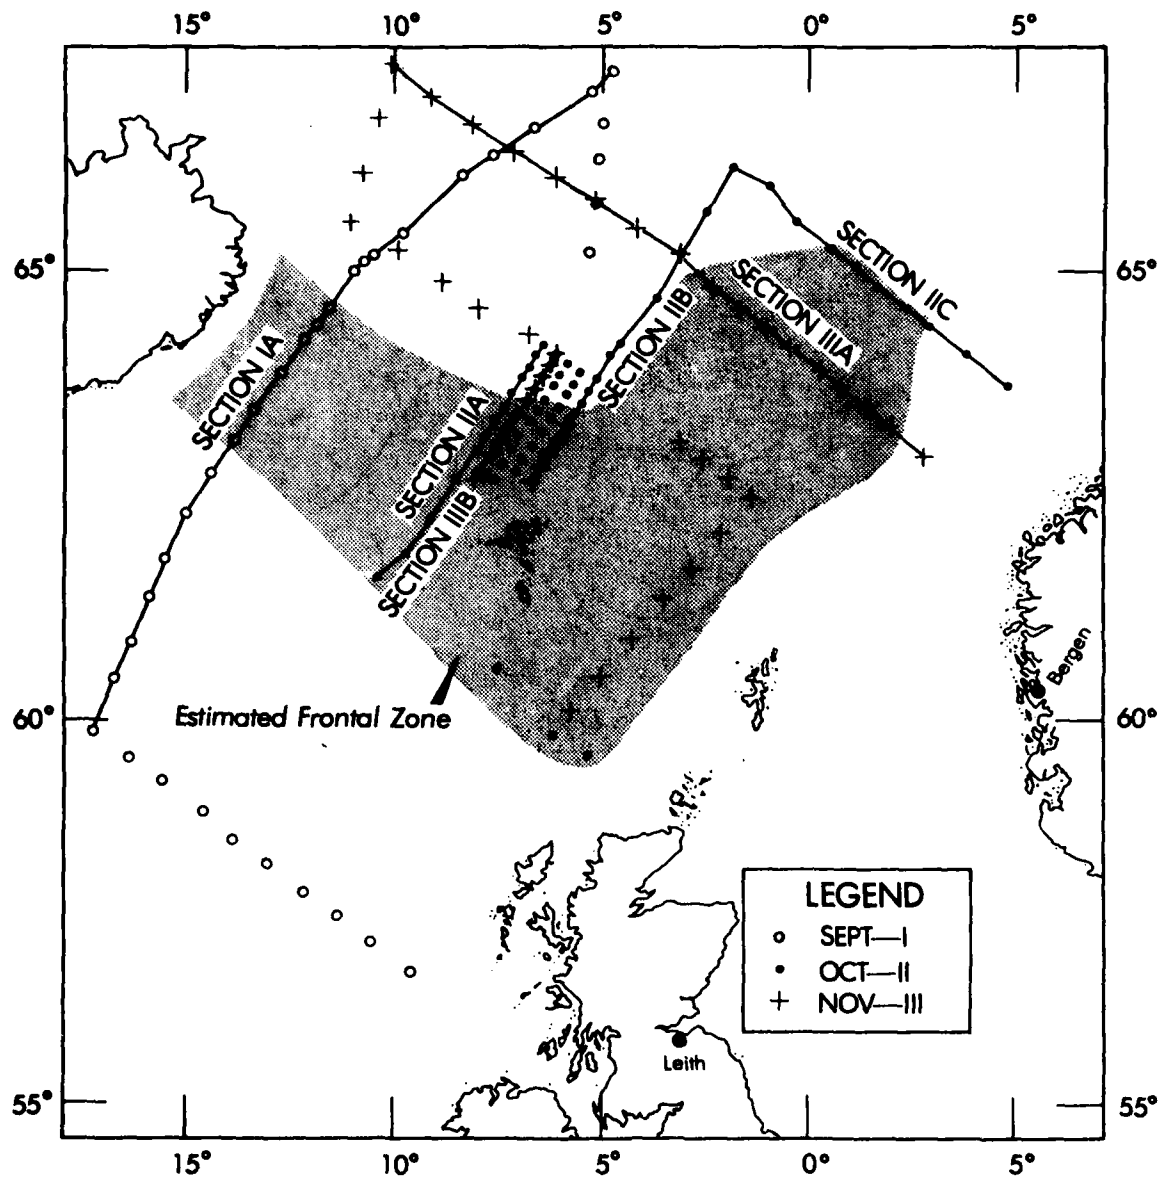 15° 10° 5° 0° 5°
SECTION IIC
65° 65°
SECTION IIIA
SECTION IIB
SECTION IA
SECTION IIA
SECTION IIIB
Bergen
Estimated Frontal Zone
60° 60°
LEGEND
SEPT—I
OCT—II
NOV—III
Leith
55° 55°
15° 10° 5° 0° 5°